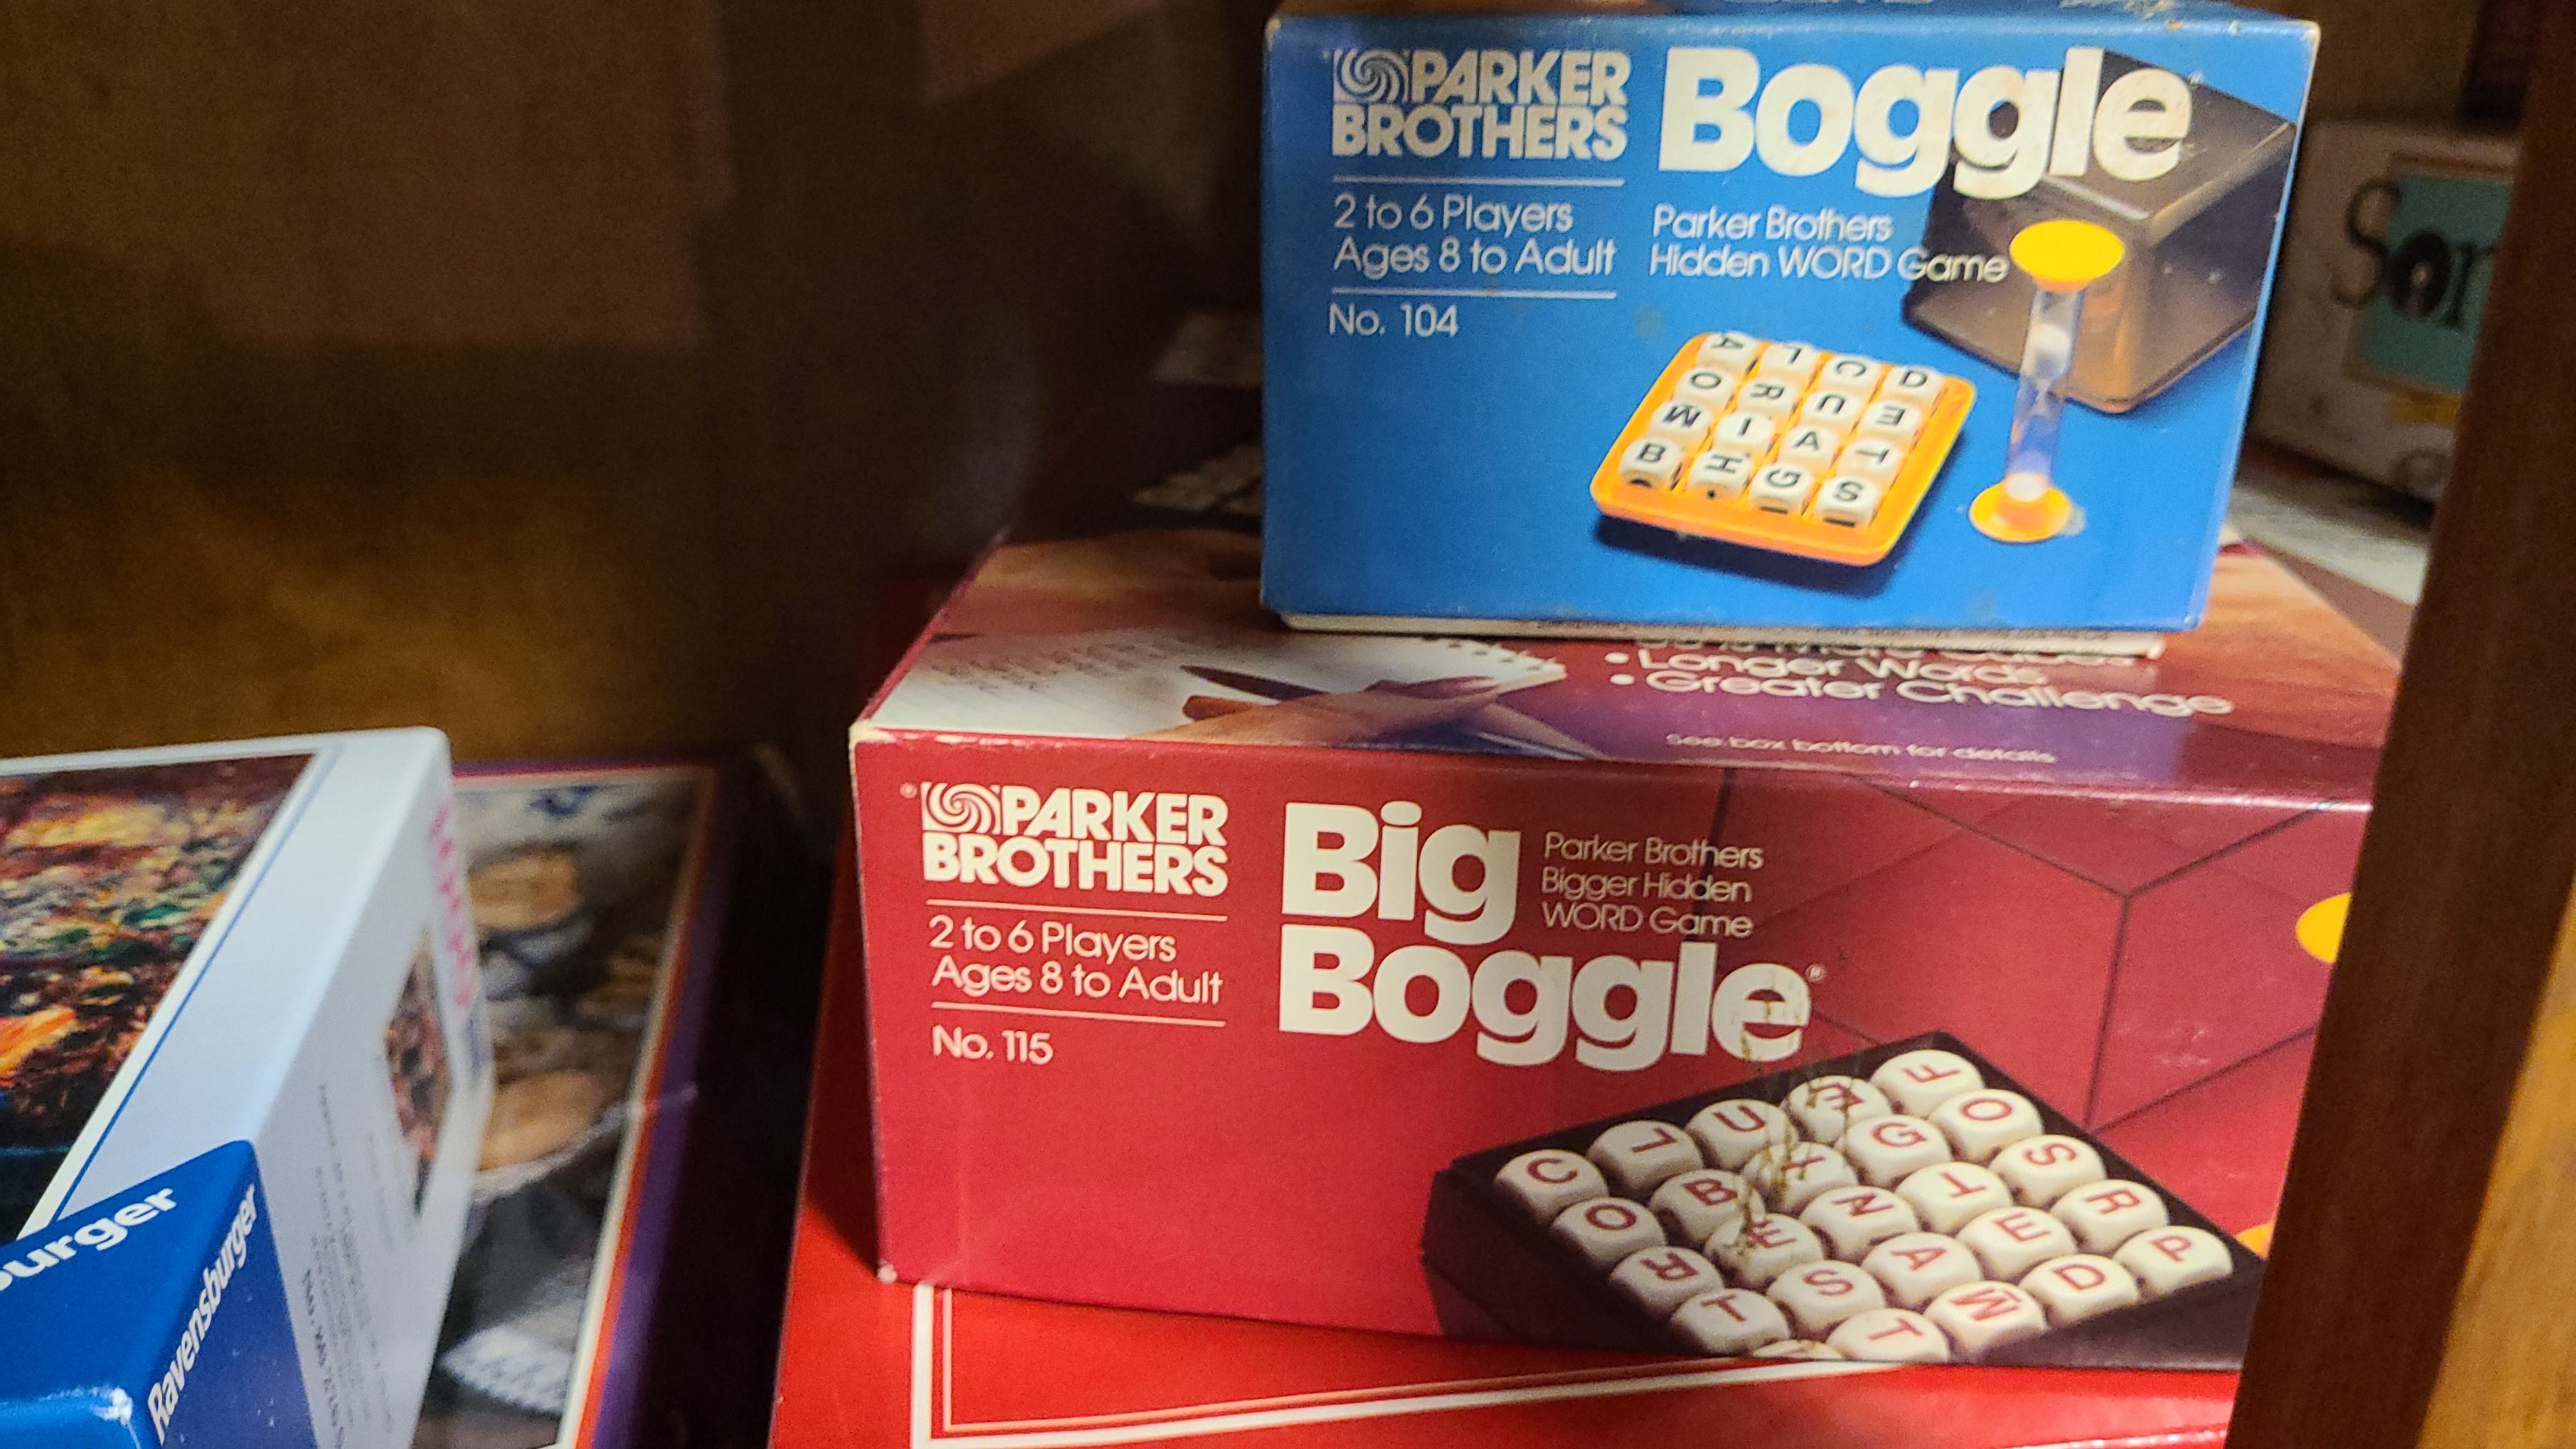 PARKER
BROTHERS
2 to 6 Players
Ages 8 to Adult
No. 104
Boggle
Parker Brothers
Hidden WORD Game
A L C D
O R U E
M I A T
B H G S
• Longer Words
• Greater Challenge
See box bottom for details
® PARKER
BROTHERS
2 to 6 Players
Ages 8 to Adult
No. 115
Big
Boggle®
Parker Brothers
Bigger Hidden
WORD Game
C L U E F
O B X G O
R E N T S
T S A E R
T M D P
Ravensburger